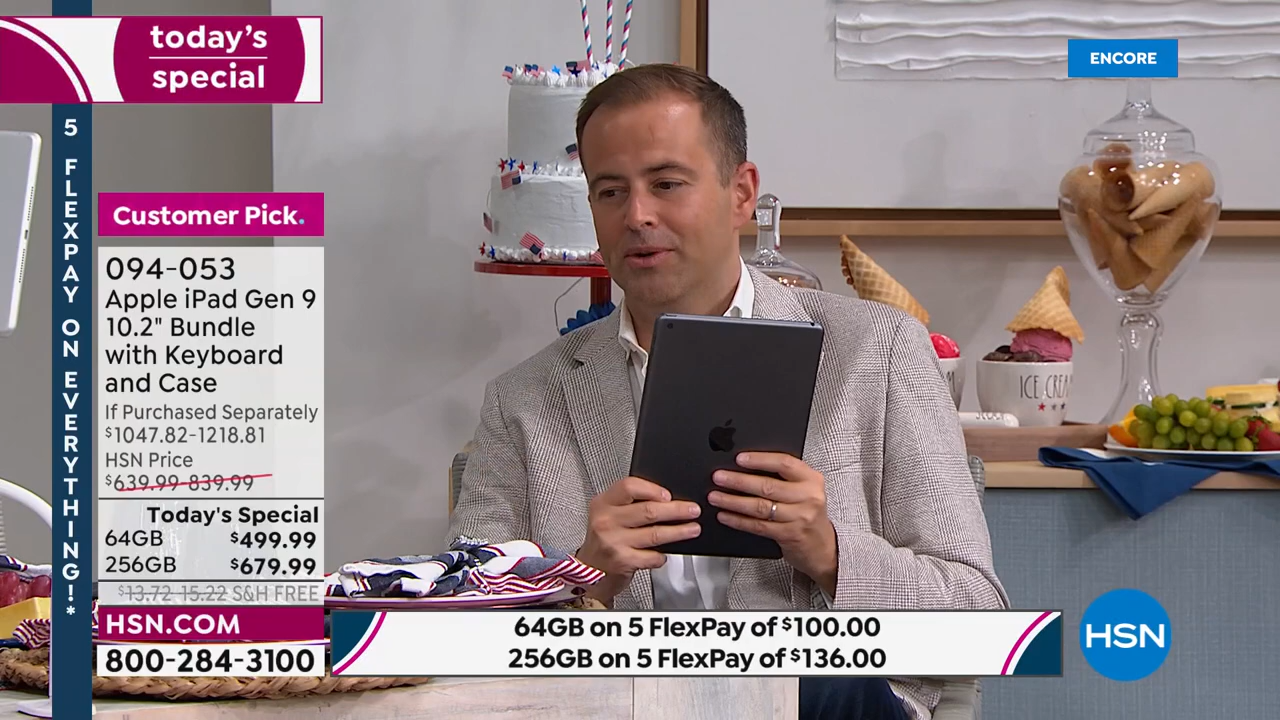 today's
special
ENCORE
5 FLEXPAY ON EVERYTHING!*
Customer Pick.
094-053
Apple iPad Gen 9
10.2" Bundle
with Keyboard
and Case
If Purchased Separately
$1047.82-1218.81
HSN Price
$639.99-839.99
Today's Special
64GB $499.99
256GB $679.99
$13.72-15.22 S&H FREE
HSN.COM
800-284-3100
64GB on 5 FlexPay of $100.00
256GB on 5 FlexPay of $136.00
HSN
ICE CREAM